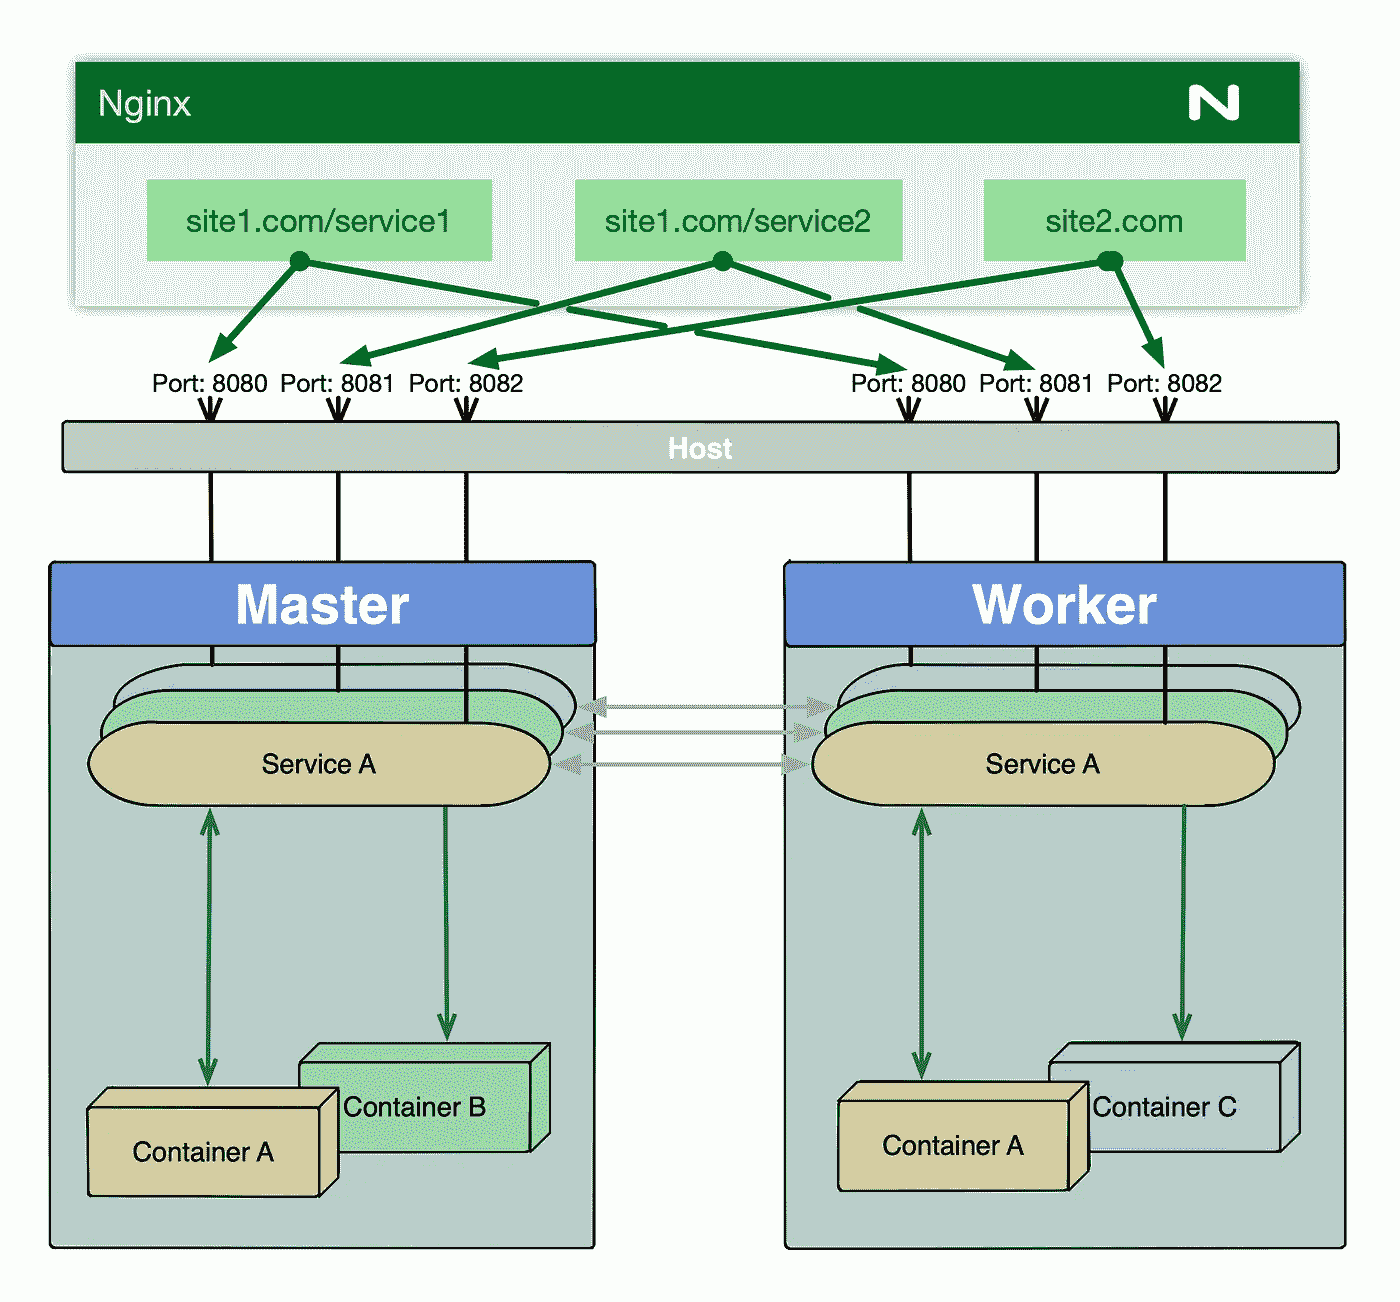 Nginx
site1.com/service1
site1.com/service2
site2.com
Port: 8080 Port: 8081 Port: 8082
Port: 8080 Port: 8081 Port: 8082
Host
Master
Worker
Service A
Service A
Container B
Container A
Container C
Container A